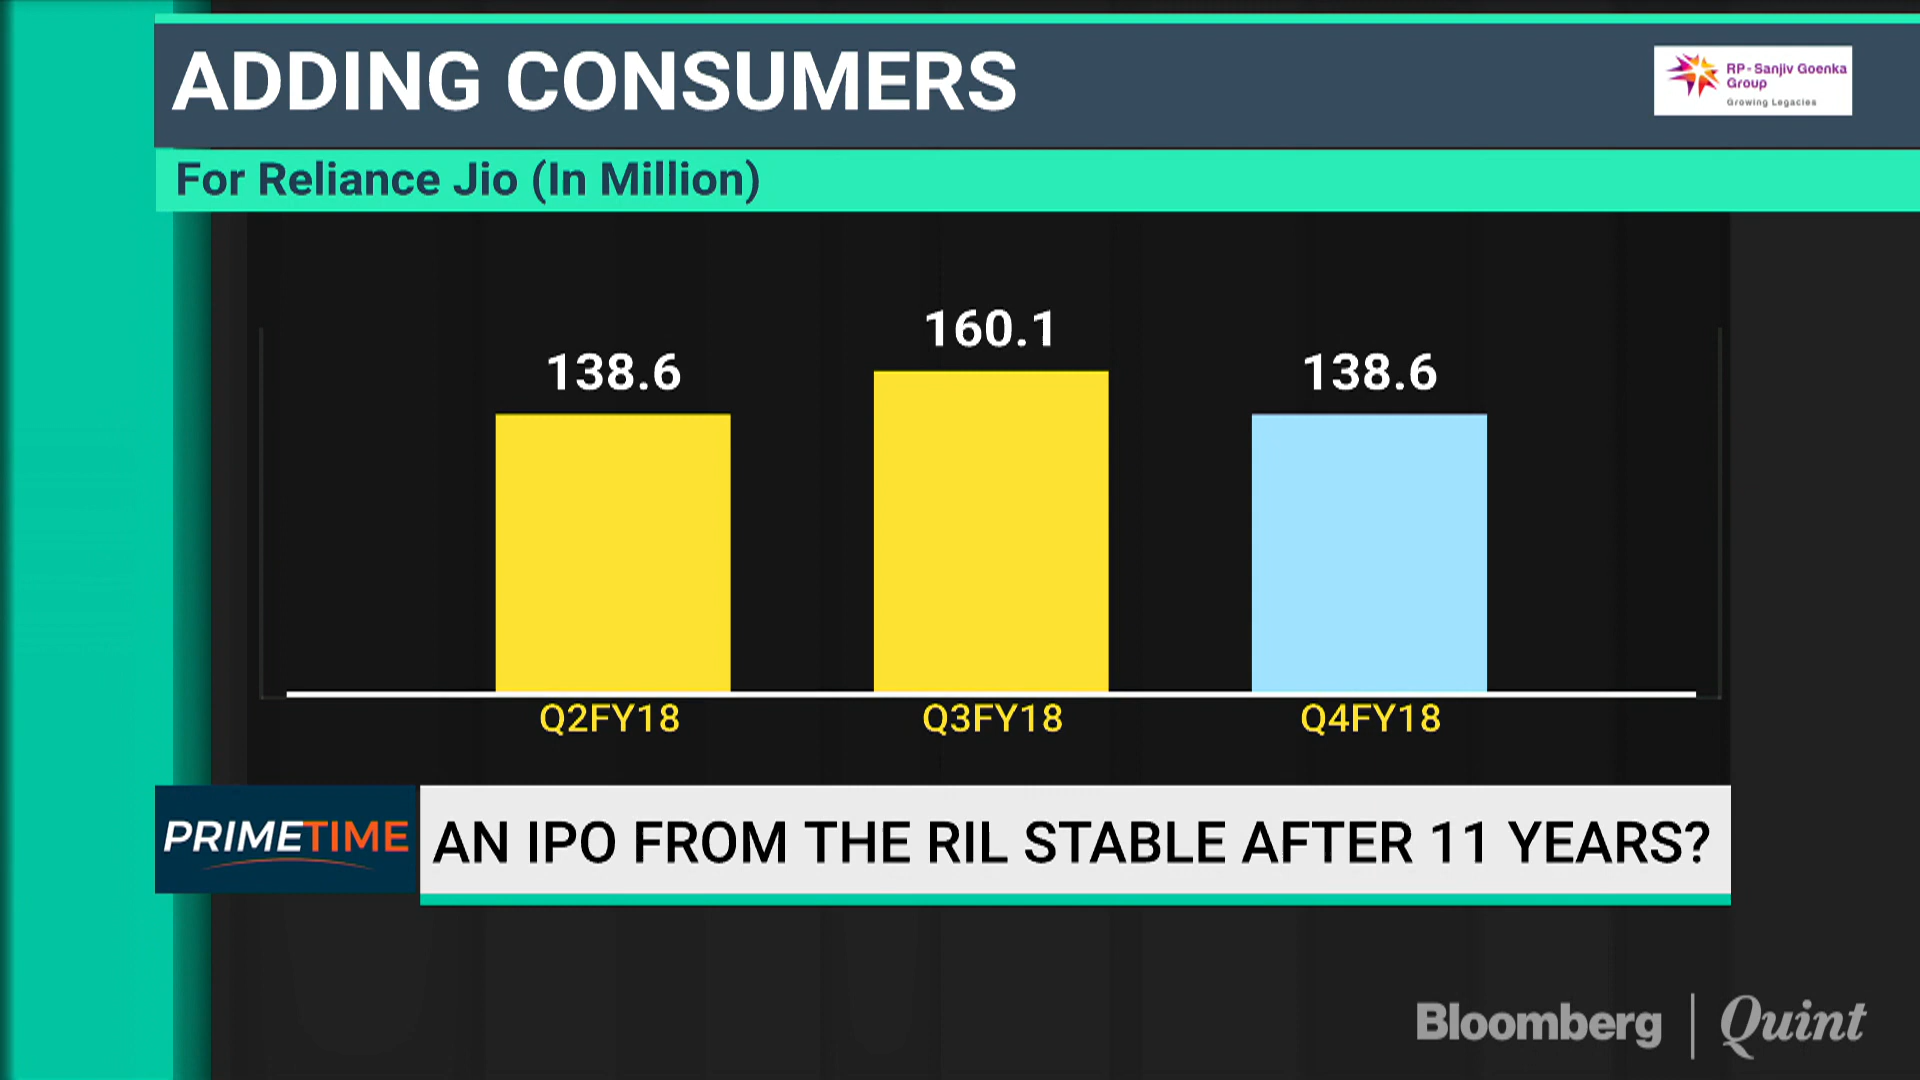 ADDING CONSUMERS
RP-Sanjiv Goenka
Group
Growing Legacies
For Reliance Jio (In Million)
138.6
160.1
138.6
Q2FY18
Q3FY18
Q4FY18
PRIMETIME
AN IPO FROM THE RIL STABLE AFTER 11 YEARS?
Bloomberg | Quint